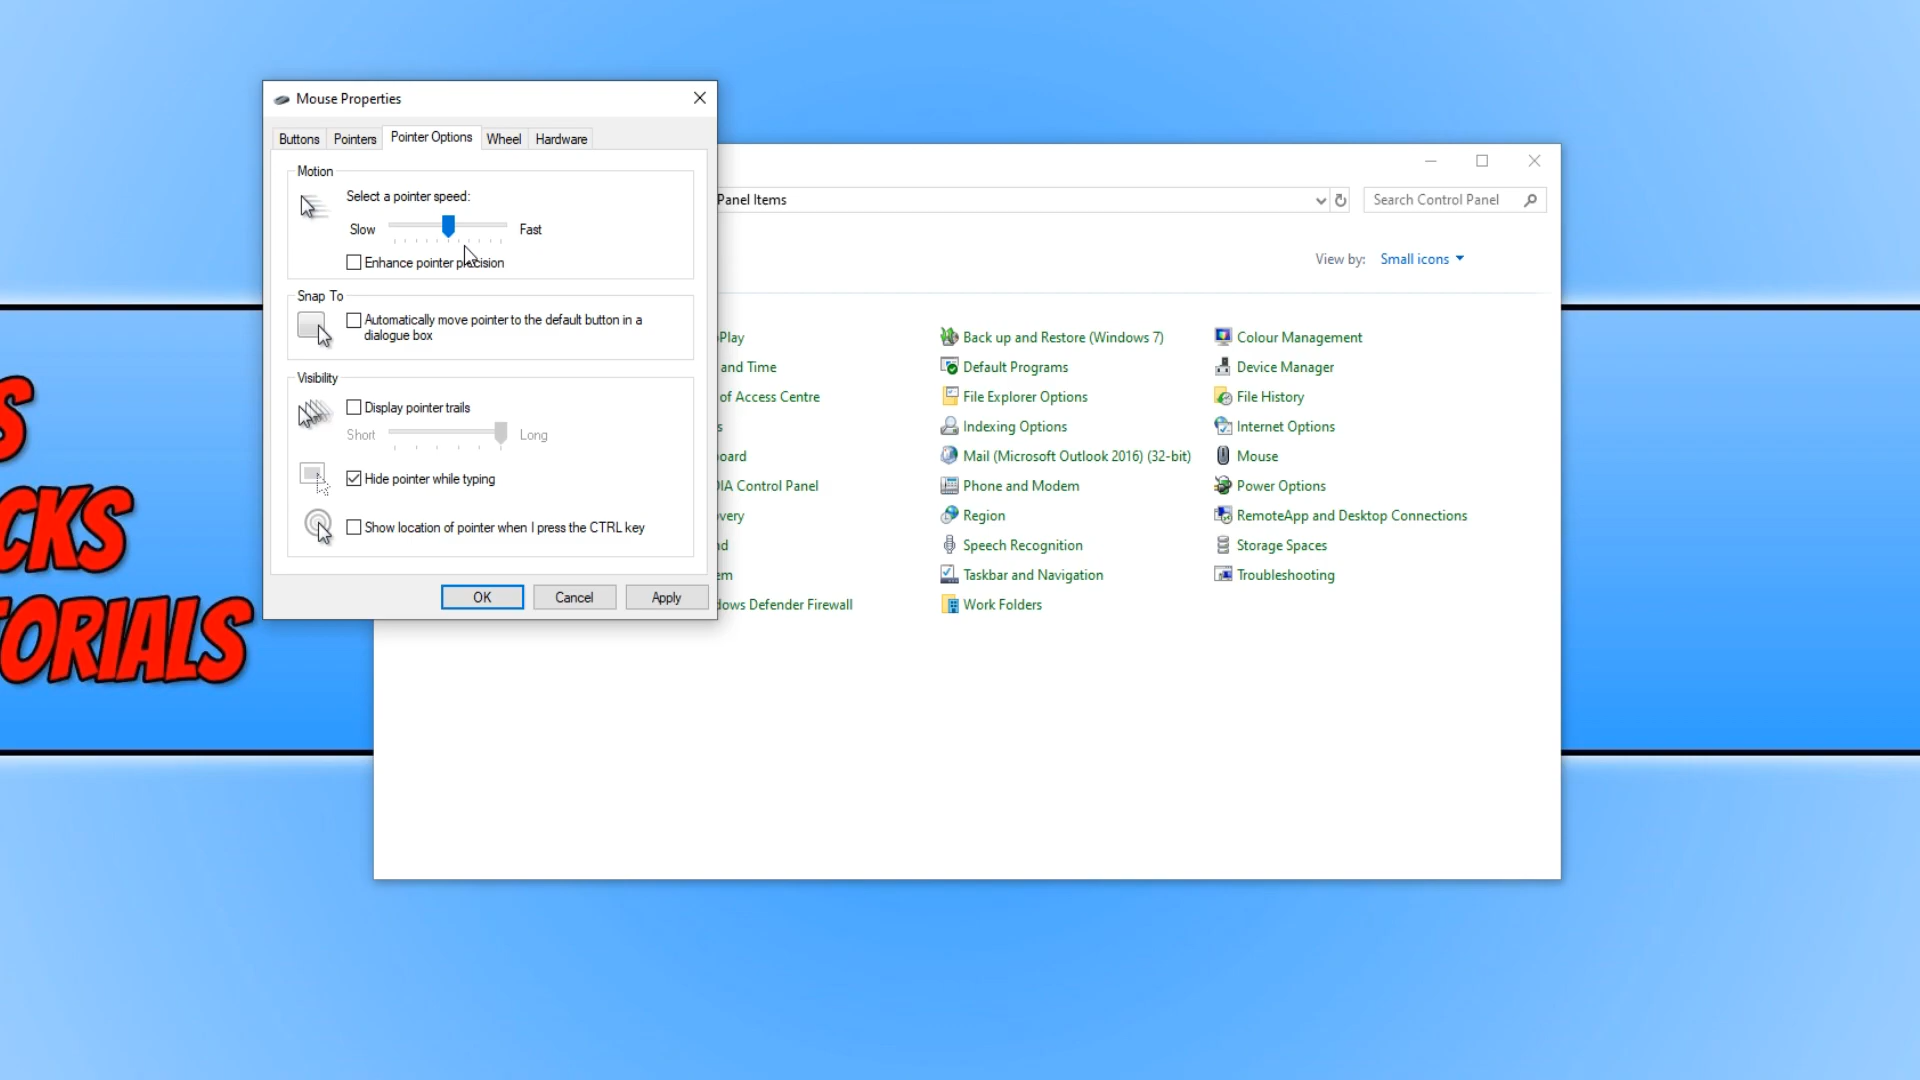 Mouse Properties
Buttons
Pointers
Pointer Options
Wheel
Hardware
Motion
Select a pointer speed:
Slow
Fast
Enhance pointer precision
Snap To
Automatically move pointer to the default button in a
dialogue box
Visibility
Display pointer trails
Short
Long
Hide pointer while typing
Show location of pointer when I press the CTRL key
OK
Cancel
Apply
Panel Items
Search Control Panel
View by:
Small icons
Play
Back up and Restore (Windows 7)
Colour Management
and Time
Default Programs
Device Manager
of Access Centre
File Explorer Options
File History
s
Indexing Options
Internet Options
oard
Mail (Microsoft Outlook 2016) (32-bit)
Mouse
IA Control Panel
Phone and Modem
Power Options
very
Region
RemoteApp and Desktop Connections
d
Speech Recognition
Storage Spaces
em
Taskbar and Navigation
Troubleshooting
dows Defender Firewall
Work Folders
S
CKS
ORIALS